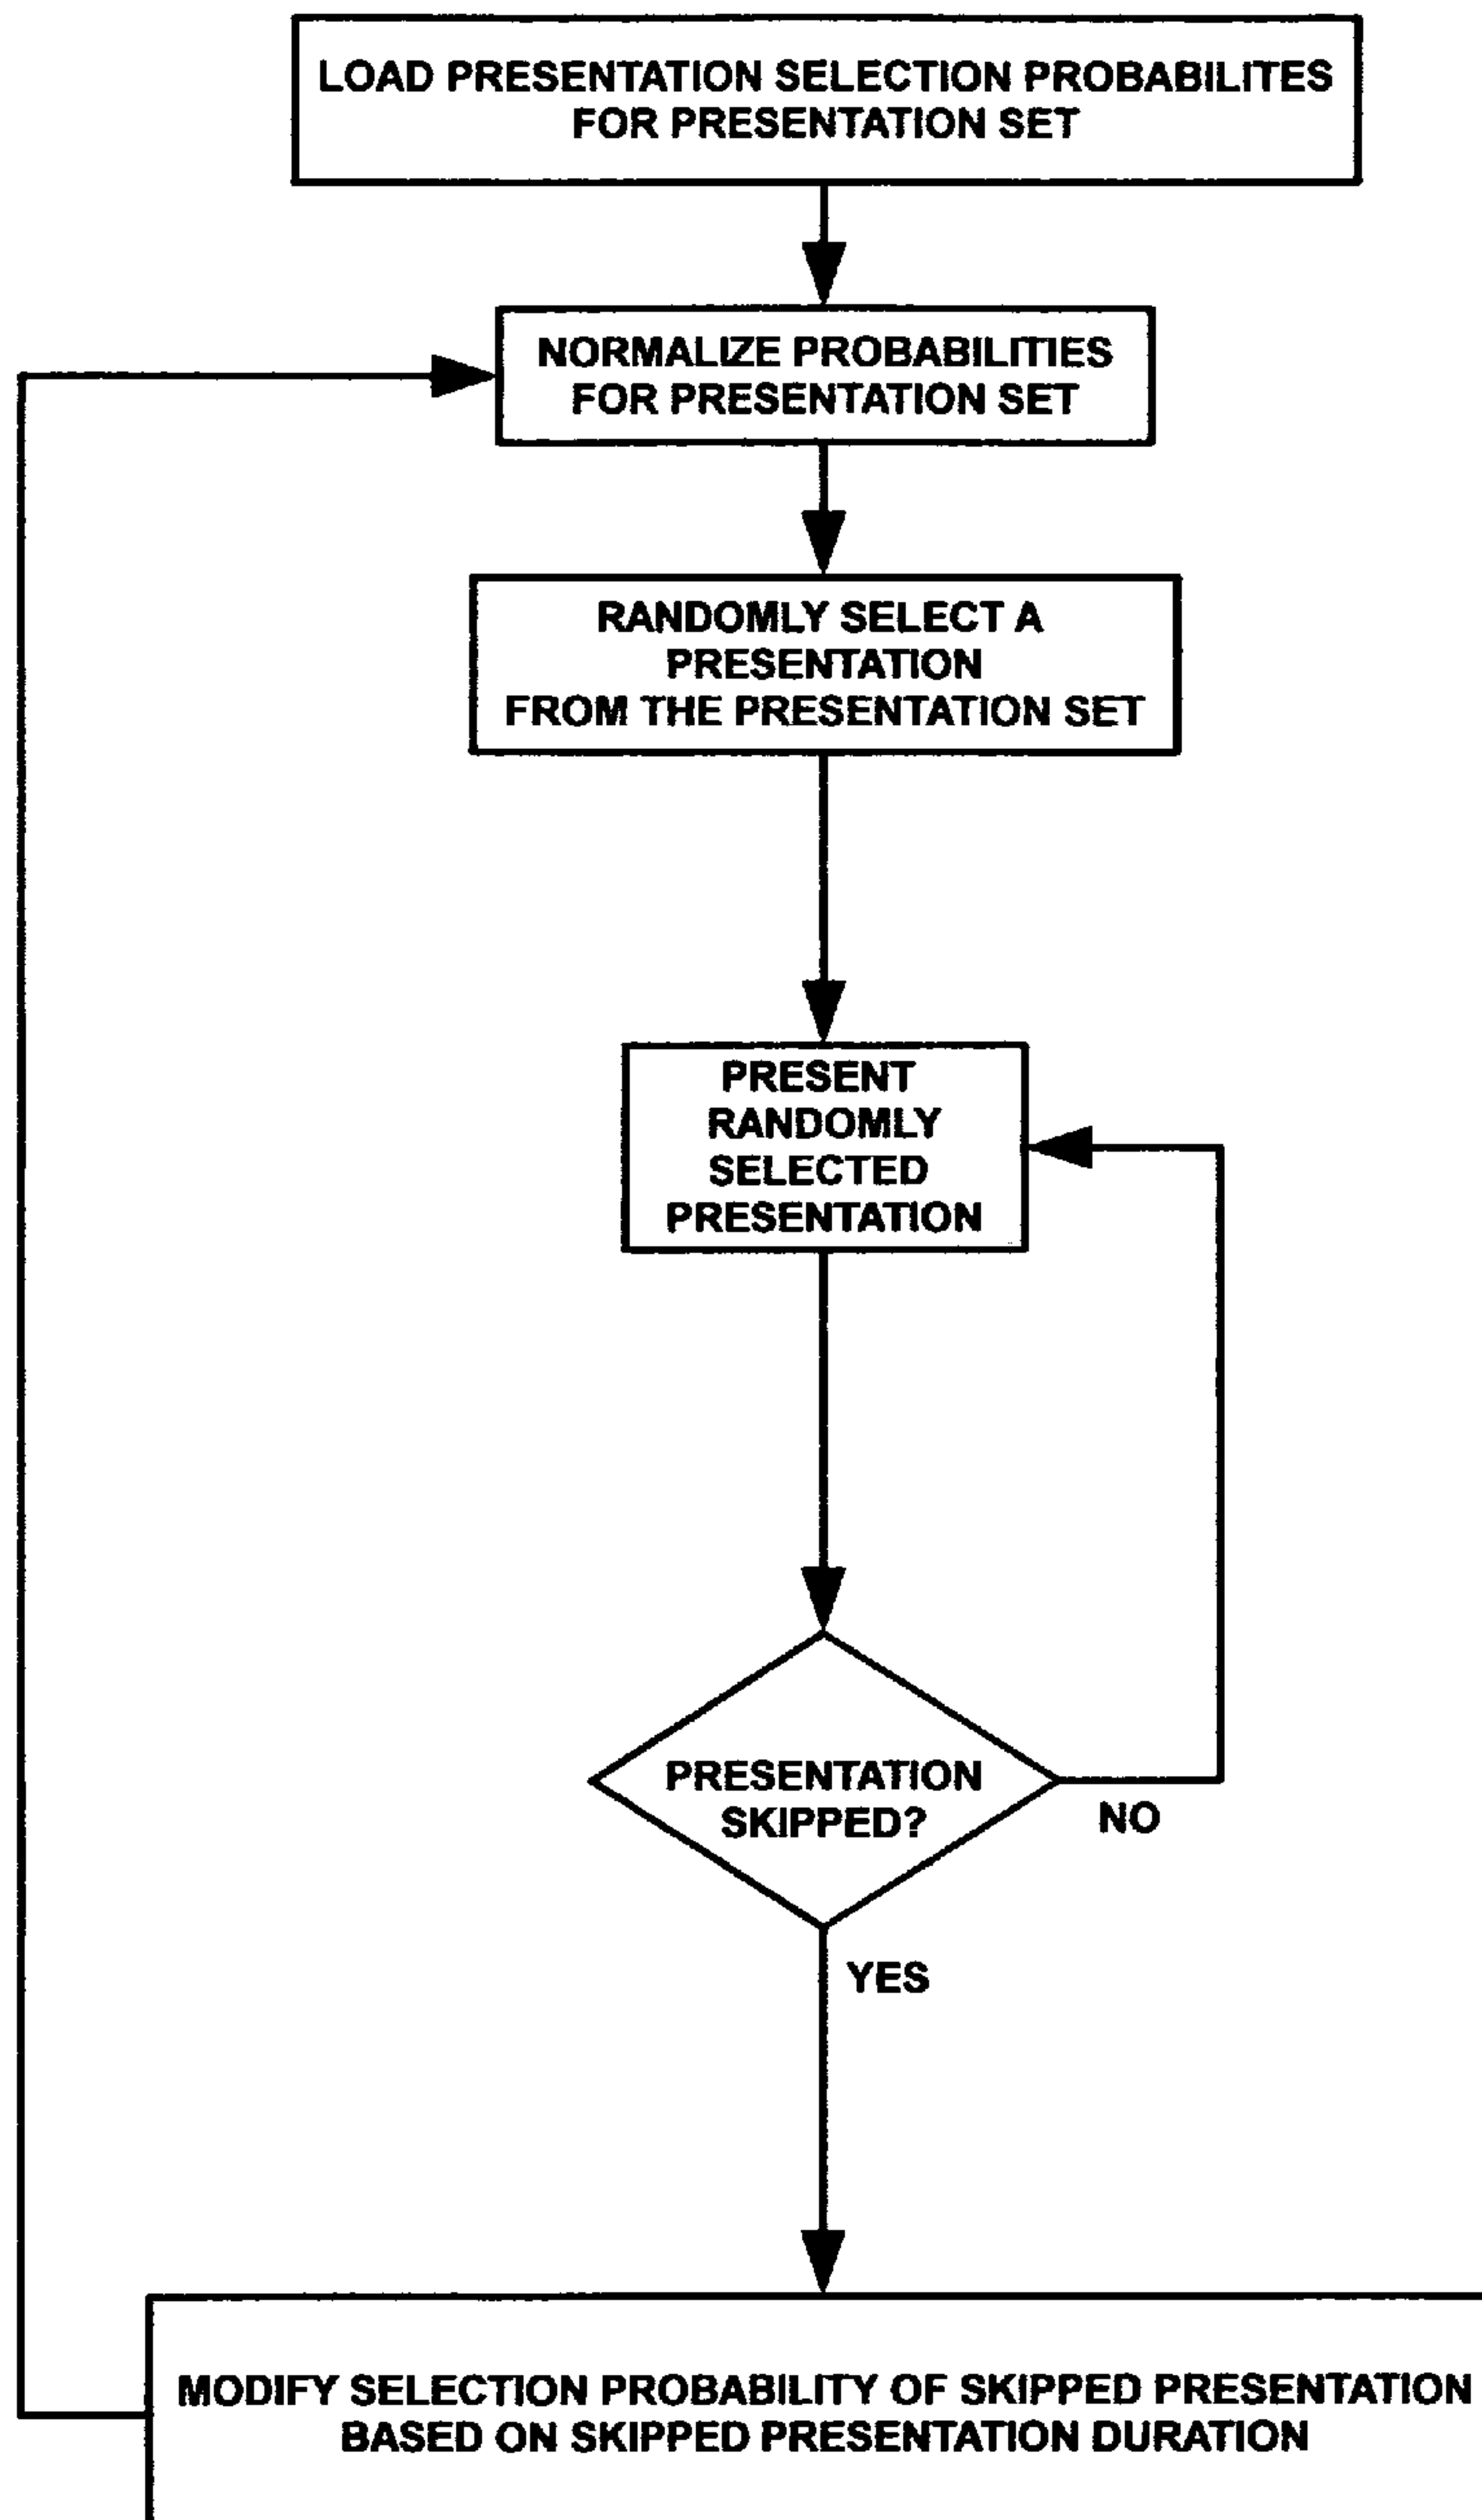 LOAD PRESENTATION SELECTION PROBABILITES
FOR PRESENTATION SET
NORMALIZE PROBABILITIES
FOR PRESENTATION SET
RANDOMLY SELECT A
PRESENTATION
FROM THE PRESENTATION SET
PRESENT
RANDOMLY
SELECTED
PRESENTATION
PRESENTATION
SKIPPED?
NO
YES
MODIFY SELECTION PROBABILITY OF SKIPPED PRESENTATION
BASED ON SKIPPED PRESENTATION DURATION